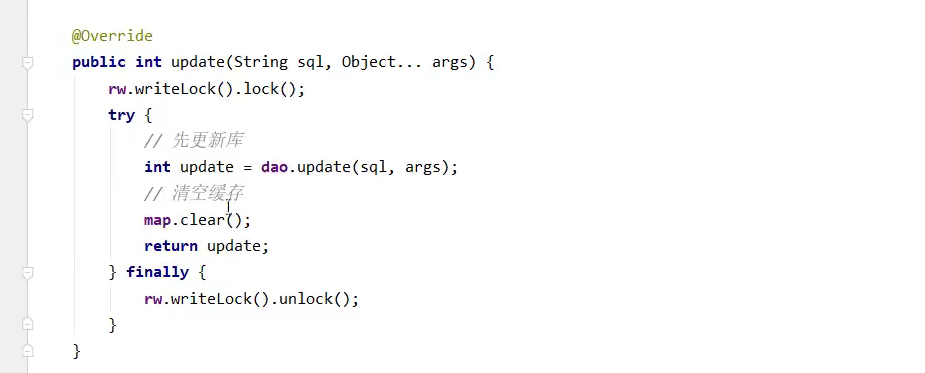 @Override
public int update(String sql, Object... args) {
    rw.writeLock().lock();
    try {
        // 先更新库
        int update = dao.update(sql, args);
        // 清空缓存
        map.clear();
        return update;
    } finally {
        rw.writeLock().unlock();
    }
}